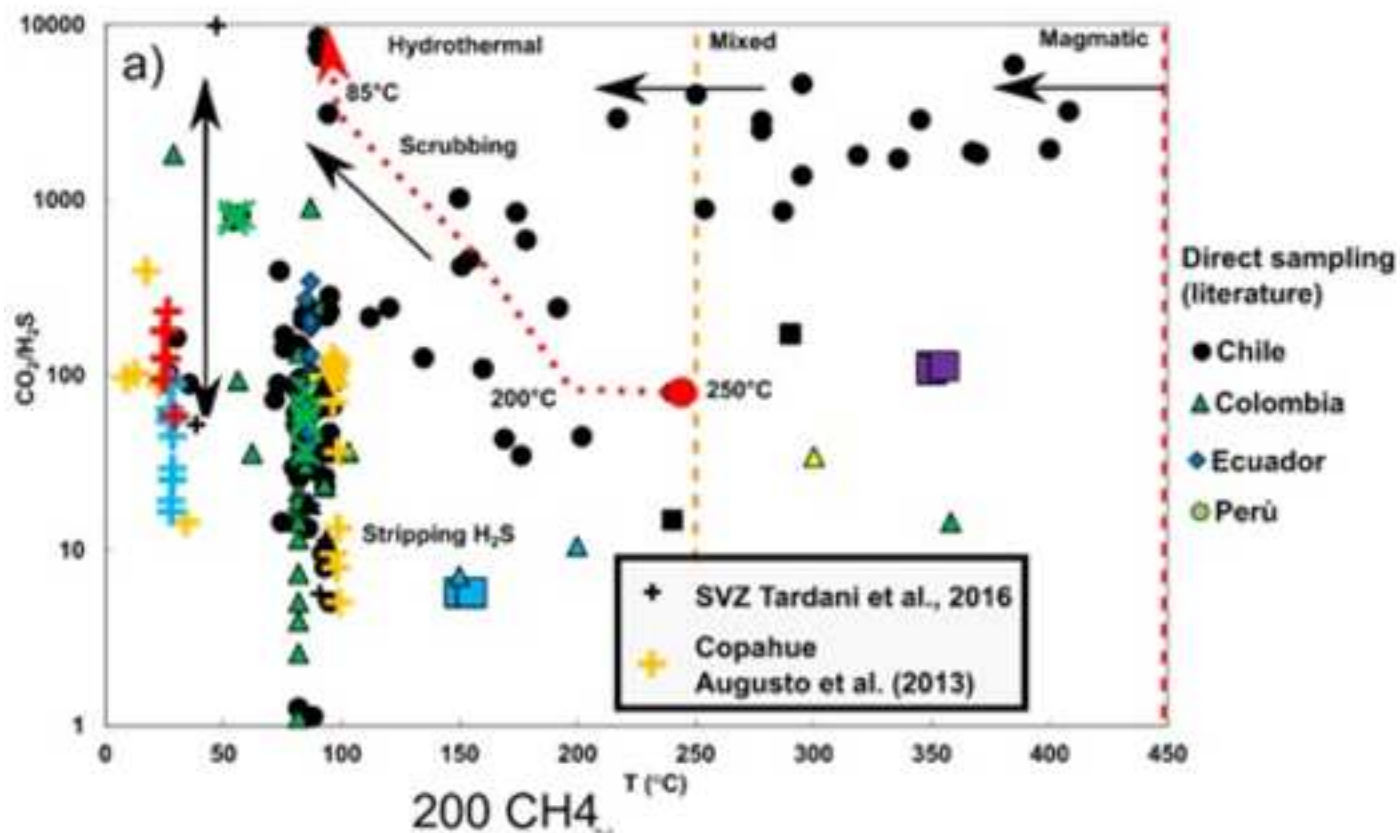 a)
10000
1000
100
10
1
CO₂/H₂S
Hydrothermal
Mixed
Magmatic
85°C
Scrubbing
200°C
250°C
Stripping H₂S
SVZ Tardani et al., 2016
Copahue
Augusto et al. (2013)
Direct sampling
(literature)
Chile
Colombia
Ecuador
Perù
0 50 100 150 200 250 300 350 400 450
T (°C)
200 CH4